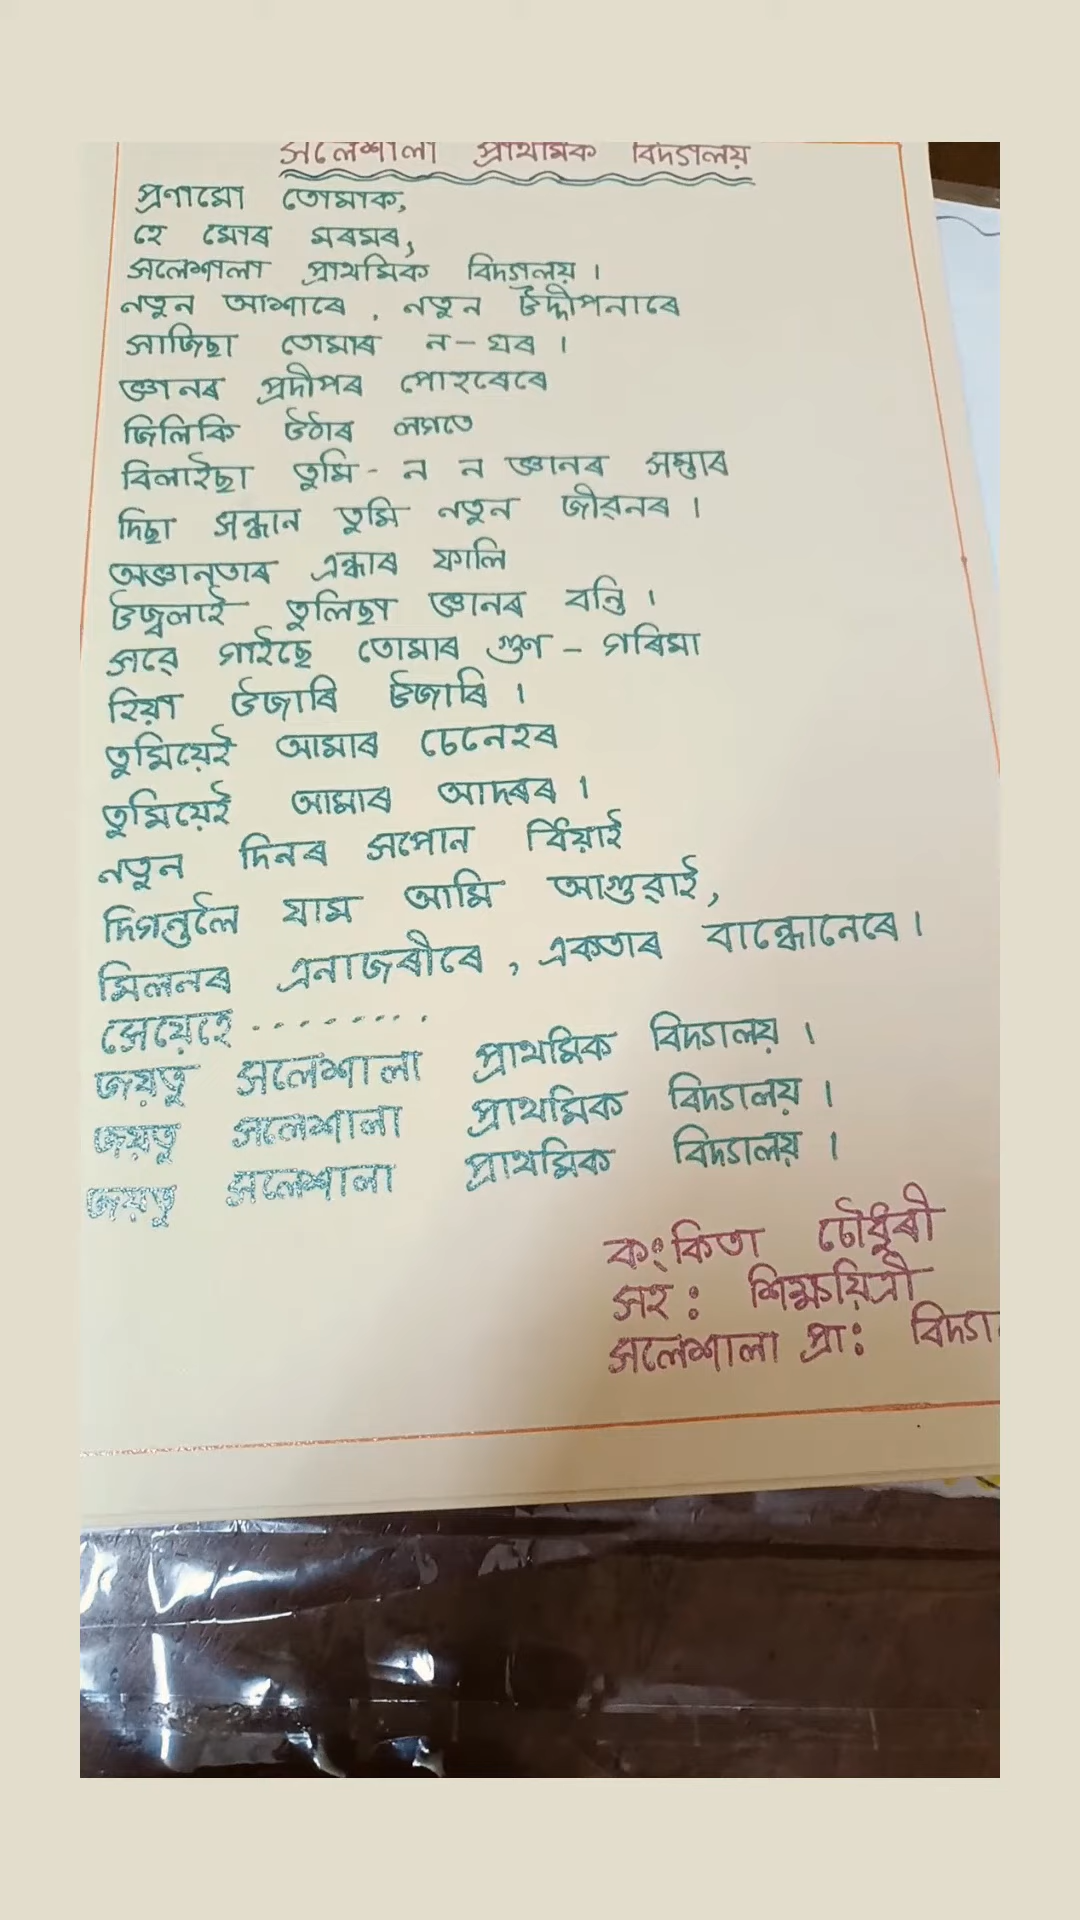 সলেশালা প্ৰাথমিক বিদ্যালয়
প্ৰণামো তোমাক,
হে মোৰ মৰমৰ,
সলেশালা প্ৰাথমিক বিদ্যালয় ।
নতুন আশাৰে , নতুন উদ্দীপনাৰে
সাজিছা তোমাৰ ন - ঘৰ ।
জ্ঞানৰ প্ৰদীপৰ পোহৰেৰে
জিলিকি উঠাৰ লগতে
বিলাইছা তুমি - ন ন জ্ঞানৰ সম্ভাৰ
দিছা সন্ধান তুমি নতুন জীৱনৰ ।
অজ্ঞানতাৰ এন্ধাৰ ফালি
উজ্বলাই তুলিছা জ্ঞানৰ বন্তি ।
সৱে গাইছে তোমাৰ গুণ - গৰিমা
হিয়া উজাৰি উজাৰি ।
তুমিয়েই আমাৰ চেনেহৰ
তুমিয়েই আমাৰ আদৰৰ ।
নতুন দিনৰ সপোন বিয়াই
দিগন্তলৈ যাম আমি আগুৱাই,
মিলনৰ এনাজৰীৰে , একতাৰ বান্ধোনেৰে ।
সেয়েহে .........
জয়তু সলেশালা প্ৰাথমিক বিদ্যালয় ।
জয়তু সলেশালা প্ৰাথমিক বিদ্যালয় ।
জয়তু সলেশালা প্ৰাথমিক বিদ্যালয় ।
কংকিতা চৌধুৰী
সহ : শিক্ষয়িত্ৰী
সলেশালা প্ৰা: বিদ্যা